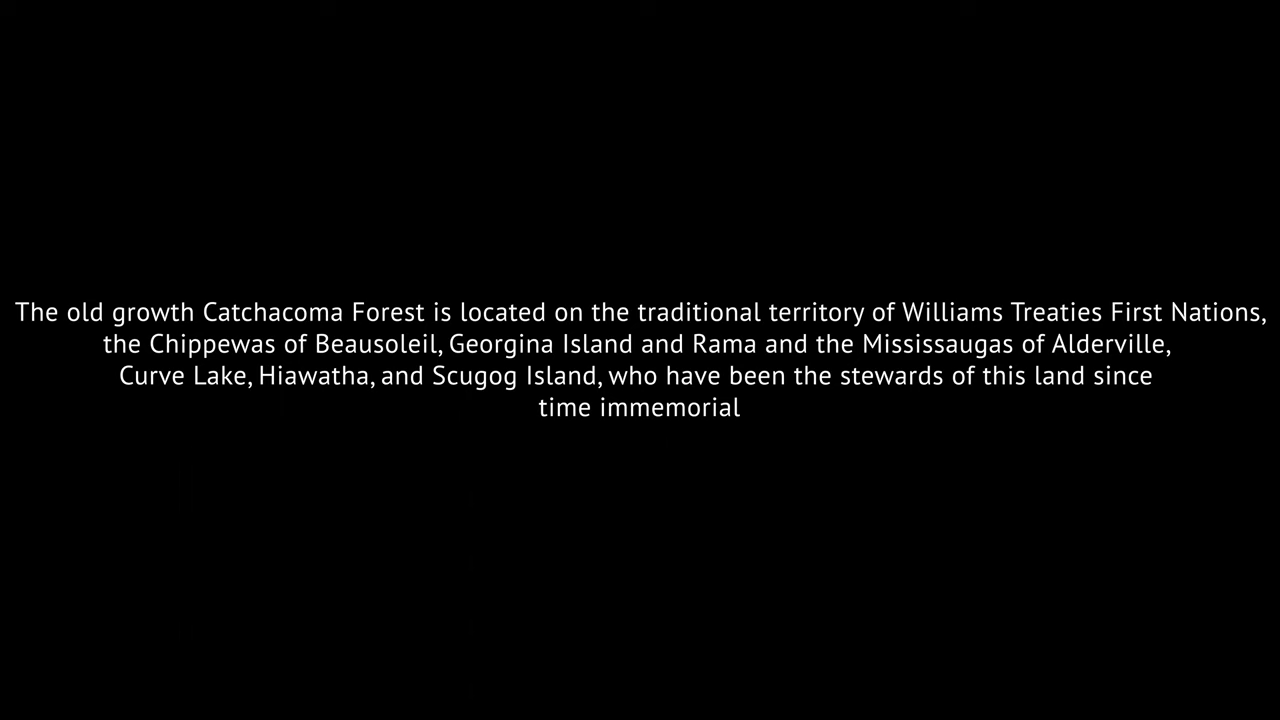 The old growth Catchacoma Forest is located on the traditional territory of Williams Treaties First Nations,
the Chippewas of Beausoleil, Georgina Island and Rama and the Mississaugas of Alderville,
Curve Lake, Hiawatha, and Scugog Island, who have been the stewards of this land since
time immemorial